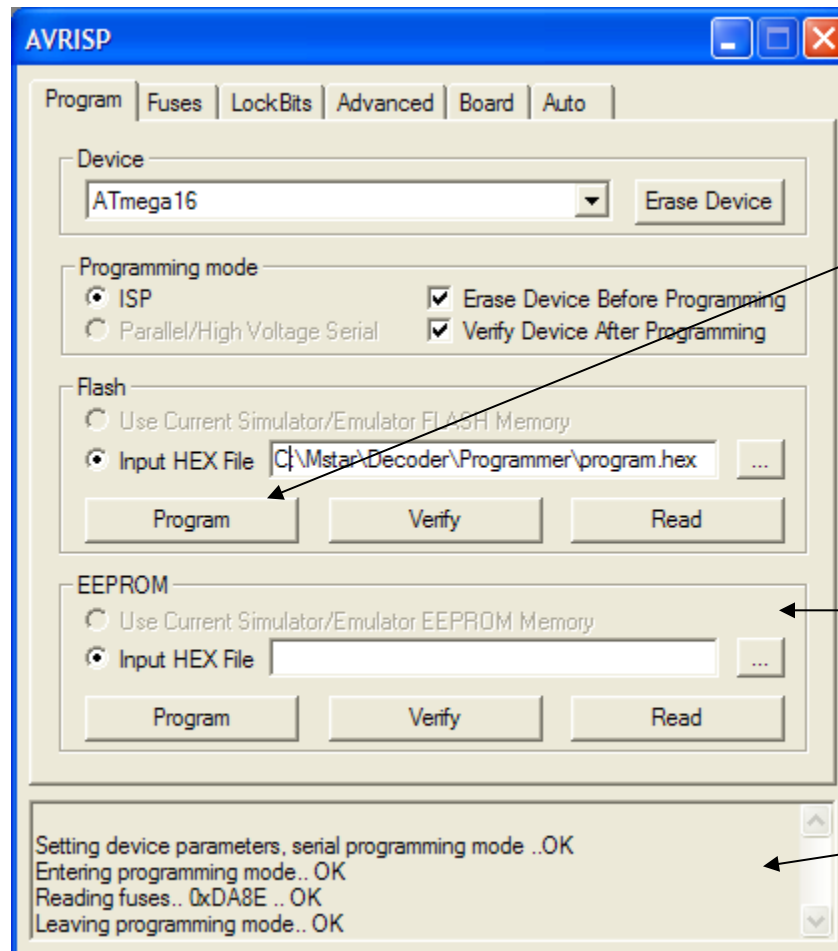 AVRISP
Program Fuses LockBits Advanced Board Auto
Device
ATmega16 Erase Device
Programming mode
ISP Erase Device Before Programming
Parallel/High Voltage Serial Verify Device After Programming
Flash
Use Current Simulator/Emulator FLASH Memory
Input HEX File C:\Mstar\Decoder\Programmer\program.hex ...
Program Verify Read
EEPROM
Use Current Simulator/Emulator EEPROM Memory
Input HEX File ...
Program Verify Read
Setting device parameters, serial programming mode ..OK
Entering programming mode.. OK
Reading fuses.. 0xDA8E .. OK
Leaving programming mode.. OK